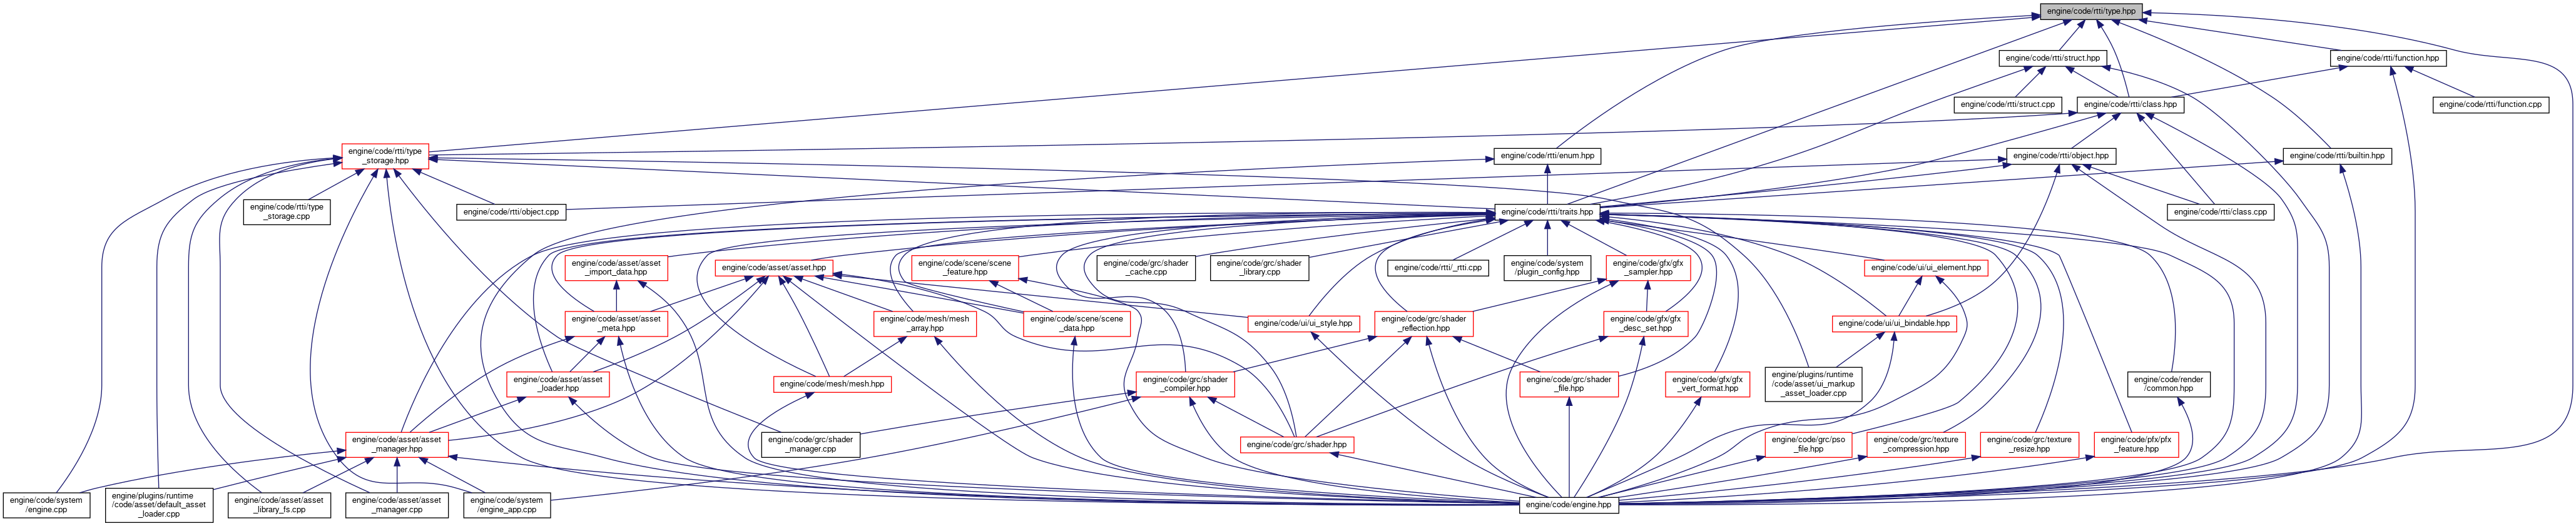 engine/code/rtti/type.hpp
engine/code/rtti/struct.hpp
engine/code/rtti/function.hpp
engine/code/rtti/struct.cpp
engine/code/rtti/class.hpp
engine/code/rtti/function.cpp
engine/code/rtti/type
_storage.hpp
engine/code/rtti/enum.hpp
engine/code/rtti/object.hpp
engine/code/rtti/builtin.hpp
engine/code/rtti/type
_storage.cpp
engine/code/rtti/object.cpp
engine/code/rtti/traits.hpp
engine/code/rtti/class.cpp
engine/code/asset/asset
_import_data.hpp
engine/code/asset/asset.hpp
engine/code/scene/scene
_feature.hpp
engine/code/grc/shader
_cache.cpp
engine/code/grc/shader
_library.cpp
engine/code/rtti/_rtti.cpp
engine/code/system
/plugin_config.hpp
engine/code/gfx/gfx
_sampler.hpp
engine/code/ui/ui_element.hpp
engine/code/asset/asset
_meta.hpp
engine/code/mesh/mesh
_array.hpp
engine/code/scene/scene
_data.hpp
engine/code/ui/ui_style.hpp
engine/code/grc/shader
_reflection.hpp
engine/code/gfx/gfx
_desc_set.hpp
engine/code/ui/ui_bindable.hpp
engine/code/asset/asset
_loader.hpp
engine/code/mesh/mesh.hpp
engine/code/grc/shader
_compiler.hpp
engine/code/grc/shader
_file.hpp
engine/code/gfx/gfx
_vert_format.hpp
engine/plugins/runtime
/code/asset/ui_markup
_asset_loader.cpp
engine/code/render
/common.hpp
engine/code/asset/asset
_manager.hpp
engine/code/grc/shader
_manager.cpp
engine/code/grc/shader.hpp
engine/code/grc/pso
_file.hpp
engine/code/grc/texture
_compression.hpp
engine/code/grc/texture
_resize.hpp
engine/code/pfx/pfx
_feature.hpp
engine/code/system
/engine.cpp
engine/plugins/runtime
/code/asset/default_asset
_loader.cpp
engine/code/asset/asset
_library_fs.cpp
engine/code/asset/asset
_manager.cpp
engine/code/system
/engine_app.cpp
engine/code/engine.hpp